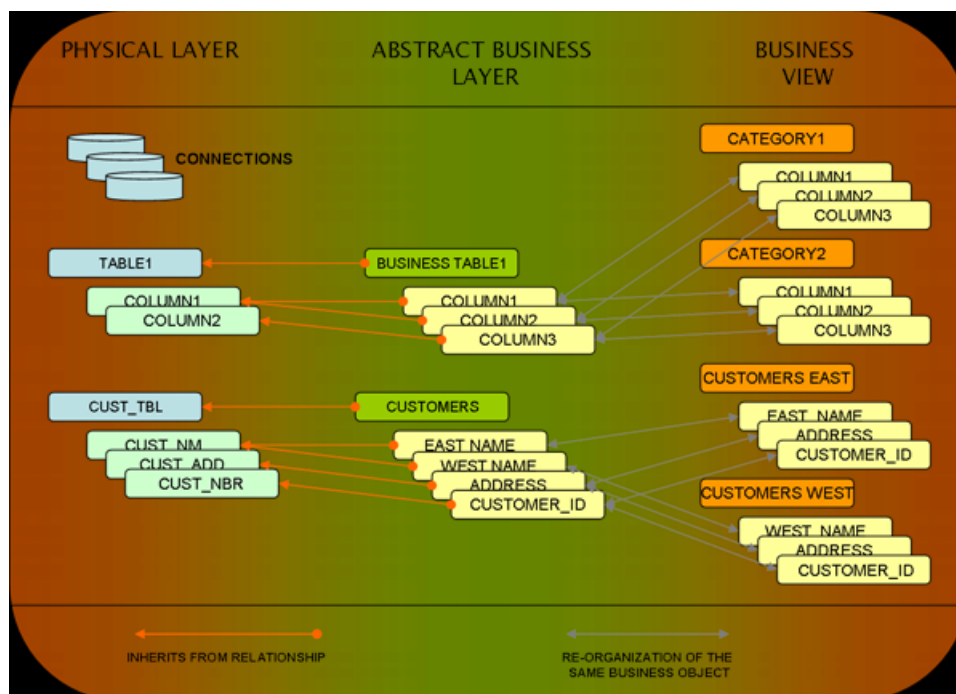 PHYSICAL LAYER
ABSTRACT BUSINESS
LAYER
BUSINESS
VIEW
CONNECTIONS
TABLE1
COLUMN1
COLUMN2
CUST_TBL
CUST_NM
CUST_ADD
CUST_NBR
BUSINESS TABLE1
COLUMN1
COLUMN2
COLUMN3
CUSTOMERS
EAST NAME
WEST NAME
ADDRESS
CUSTOMER_ID
CATEGORY1
COLUMN1
COLUMN2
COLUMN3
CATEGORY2
COLUMN1
COLUMN2
COLUMN3
CUSTOMERS EAST
EAST_NAME
ADDRESS
CUSTOMER_ID
CUSTOMERS WEST
WEST_NAME
ADDRESS
CUSTOMER_ID
INHERITS FROM RELATIONSHIP
RE-ORGANIZATION OF THE
SAME BUSINESS OBJECT